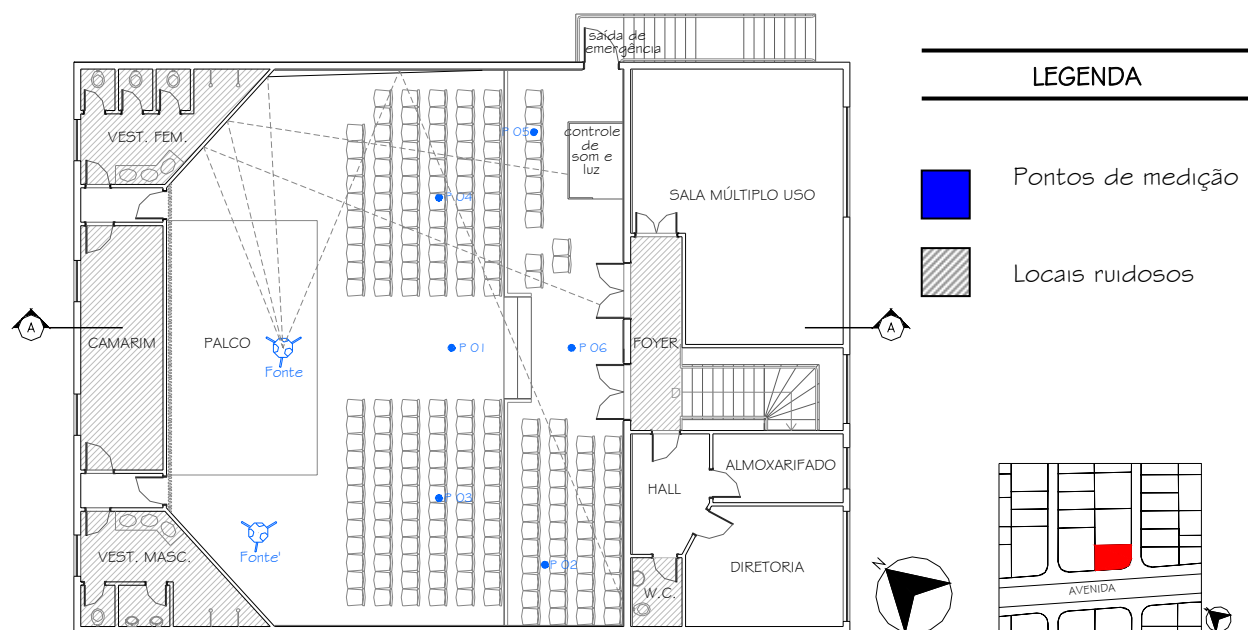 saída de
emergência
LEGENDA
VEST. FEM.
P 05
controle
de
som e
luz
Pontos de medição
P 04
SALA MÚLTIPLO USO
Locais ruidosos
A
CAMARIM
PALCO
P 01
P 06
FOYER
A
Fonte
D
ALMOXARIFADO
HALL
P 03
VEST. MASC.
Fonte'
P 02
DIRETORIA
W.C.
N
AVENIDA